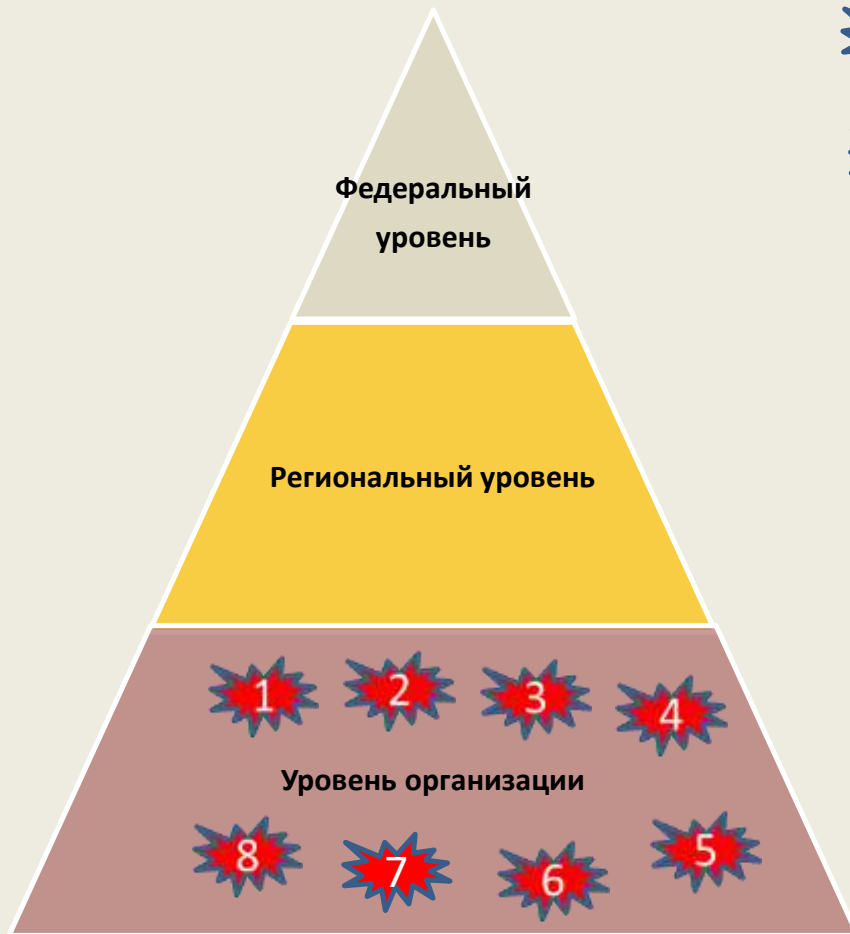 Федеральный
уровень
Региональный уровень
1 2 3 4
Уровень организации
8 7 6 5